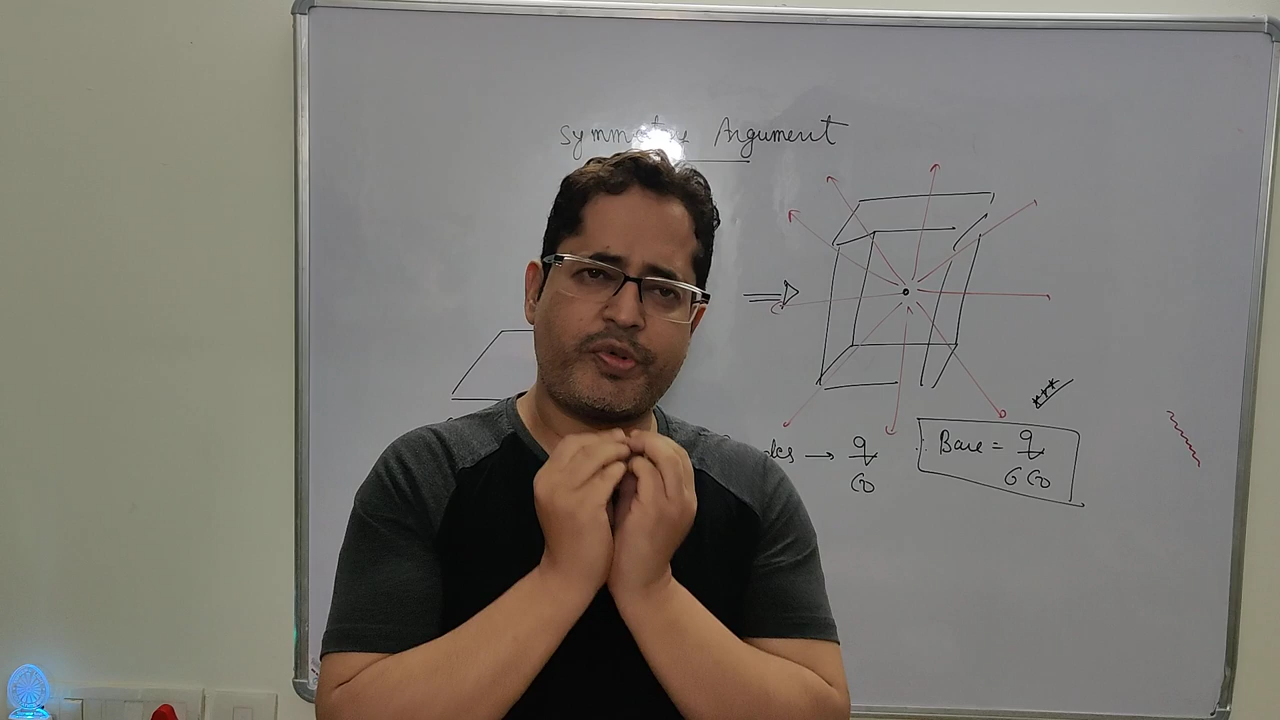 Argument
→ q/ϵ0 ∴ Base = q/6ϵ0